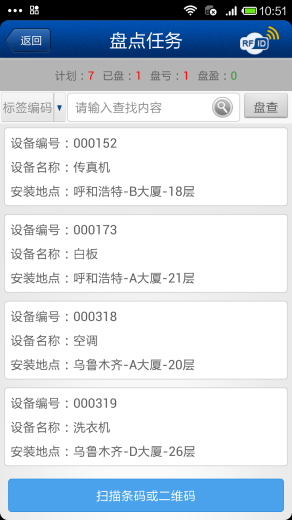 10:51
返回
盘点任务
RFID
计划：7 已盘：1 盘亏：1 盘盈：0
标签编码 请输入查找内容 盘查
设备编号：000152
设备名称：传真机
安装地点：呼和浩特-B大厦-18层
设备编号：000173
设备名称：白板
安装地点：呼和浩特-A大厦-21层
设备编号：000318
设备名称：空调
安装地点：乌鲁木齐-A大厦-20层
设备编号：000319
设备名称：洗衣机
安装地点：乌鲁木齐-D大厦-26层
扫描条码或二维码